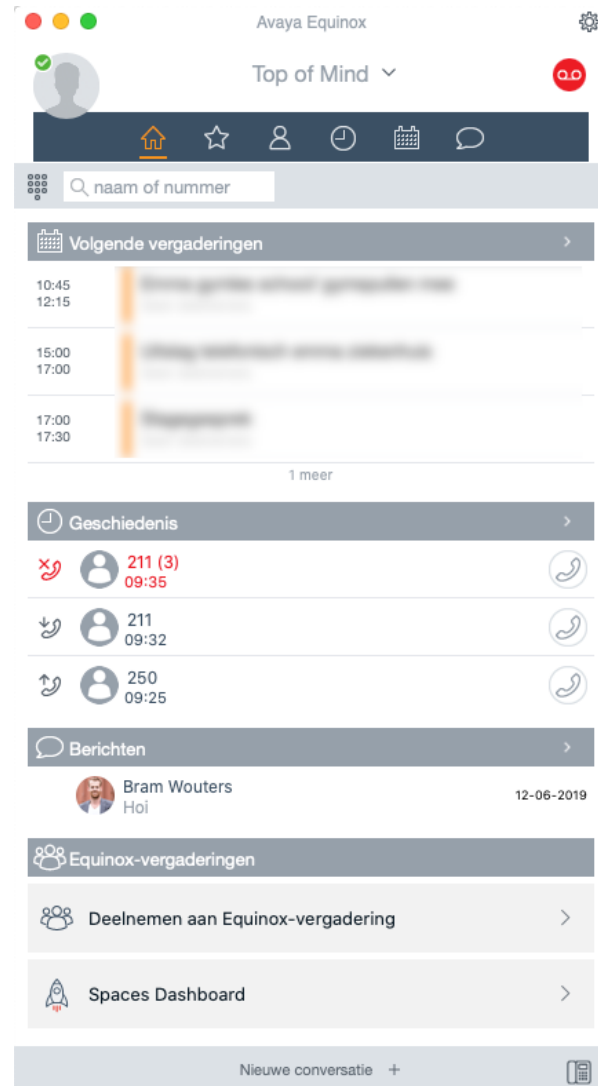 Avaya Equinox
Top of Mind
naam of nummer
Volgende vergaderingen
10:45
12:15
15:00
17:00
17:00
17:30
1 meer
Geschiedenis
211 (3)
09:35
211
09:32
250
09:25
Berichten
Bram Wouters
12-06-2019
Hoi
Equinox-vergaderingen
Deelnemen aan Equinox-vergadering
Spaces Dashboard
Nieuwe conversatie +